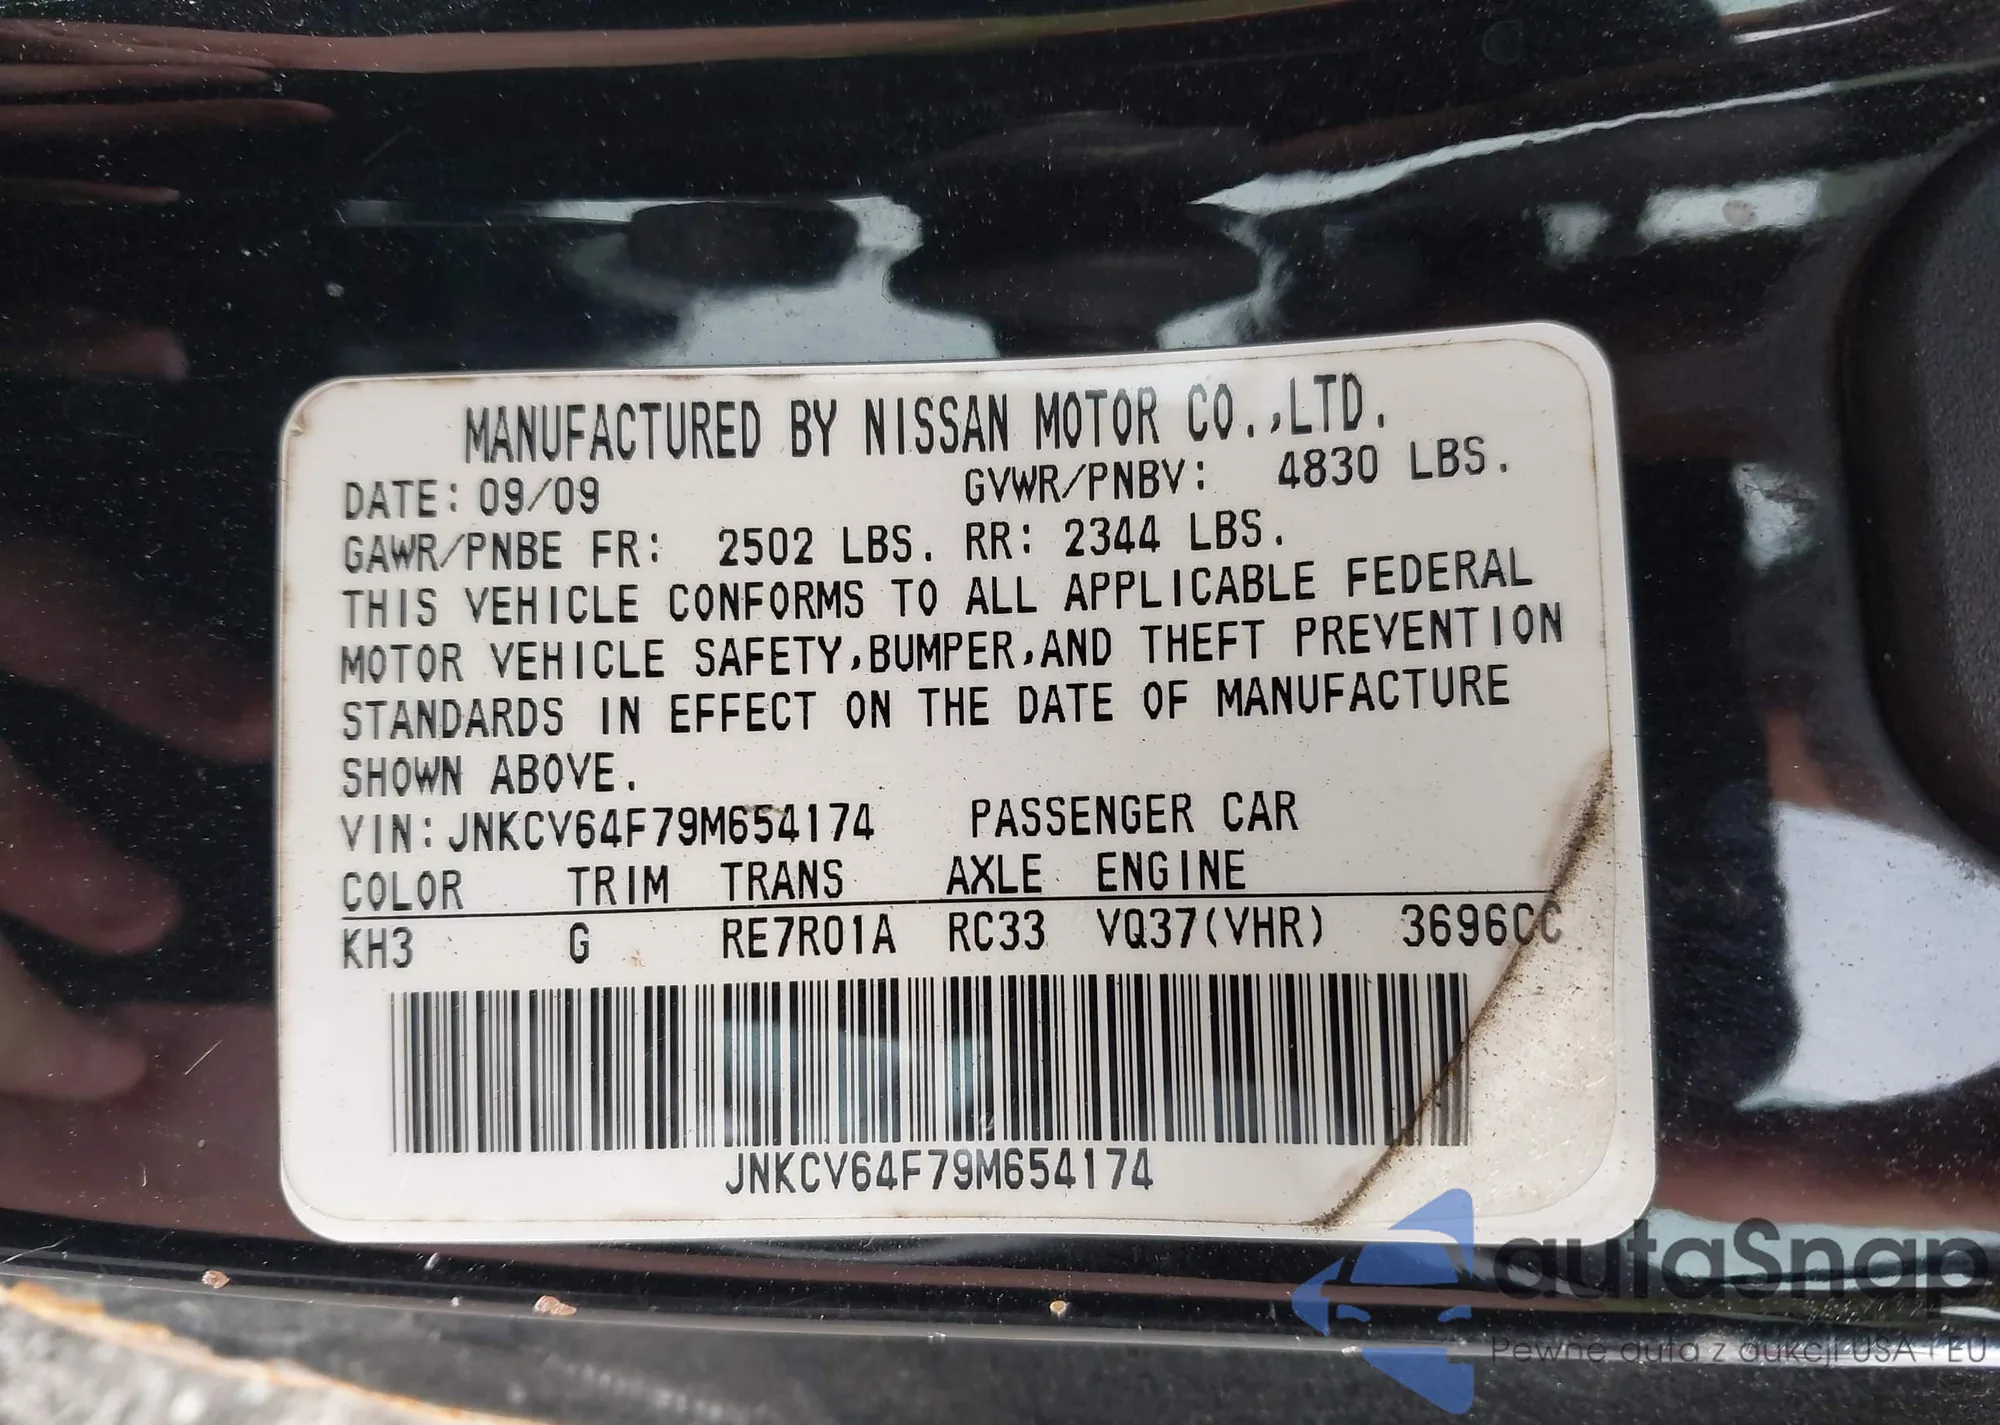 MANUFACTURED BY NISSAN MOTOR CO.,LTD.
DATE: 09/09 GVWR/PNBV: 4830 LBS.
GAWR/PNBE FR: 2502 LBS. RR: 2344 LBS.
THIS VEHICLE CONFORMS TO ALL APPLICABLE FEDERAL
MOTOR VEHICLE SAFETY,BUMPER,AND THEFT PREVENTION
STANDARDS IN EFFECT ON THE DATE OF MANUFACTURE
SHOWN ABOVE.
VIN: JNKCV64F79M654174 PASSENGER CAR
COLOR TRIM TRANS AXLE ENGINE
KH3 G RE7R01A RC33 VQ37(VHR) 3696CC
JNKCV64F79M654174
autaSnap
Pewne auta z aukcji USA i EU